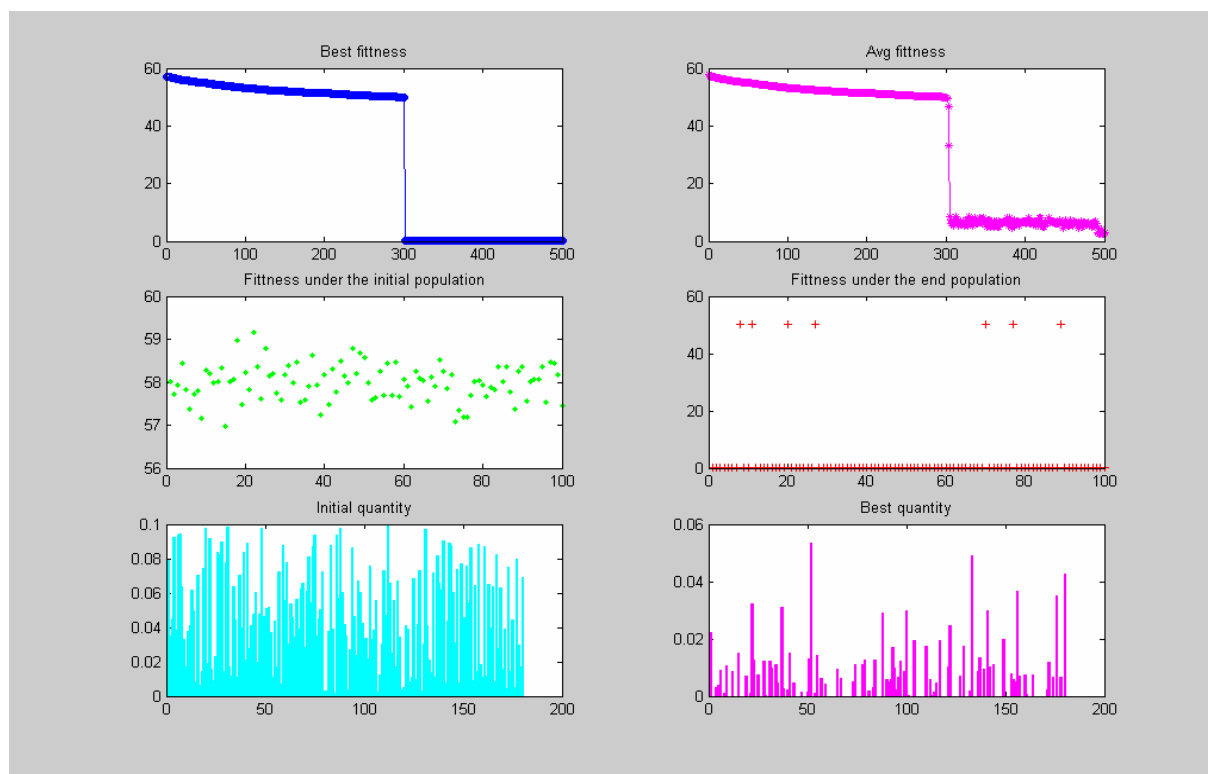 Best fittness
60
40
20
0
0 100 200 300 400 500
Avg fittness
60
40
20
0
0 100 200 300 400 500
Fittness under the initial population
60
59
58
57
56
0 20 40 60 80 100
Fittness under the end population
60
40
20
0
0 20 40 60 80 100
Initial quantity
0.1
0.08
0.06
0.04
0.02
0
0 50 100 150 200
Best quantity
0.06
0.04
0.02
0
0 50 100 150 200